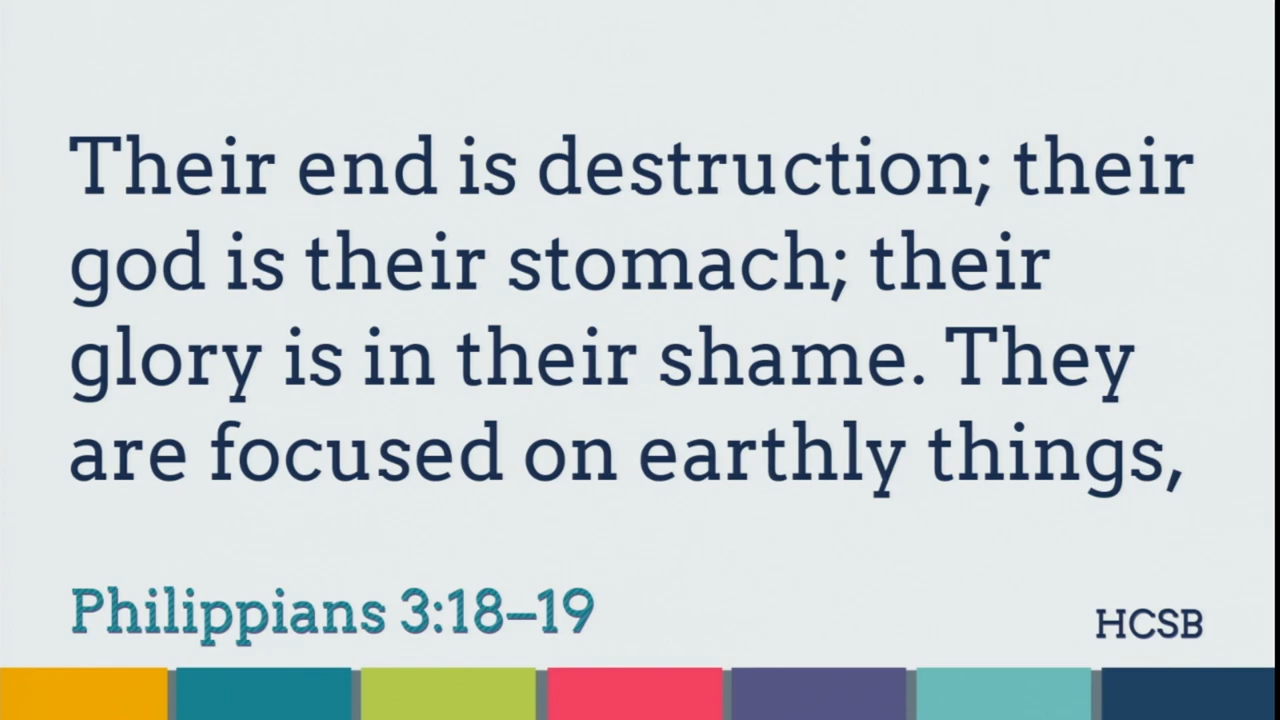 Their end is destruction; their
god is their stomach; their
glory is in their shame. They
are focused on earthly things,
Philippians 3:18–19
HCSB